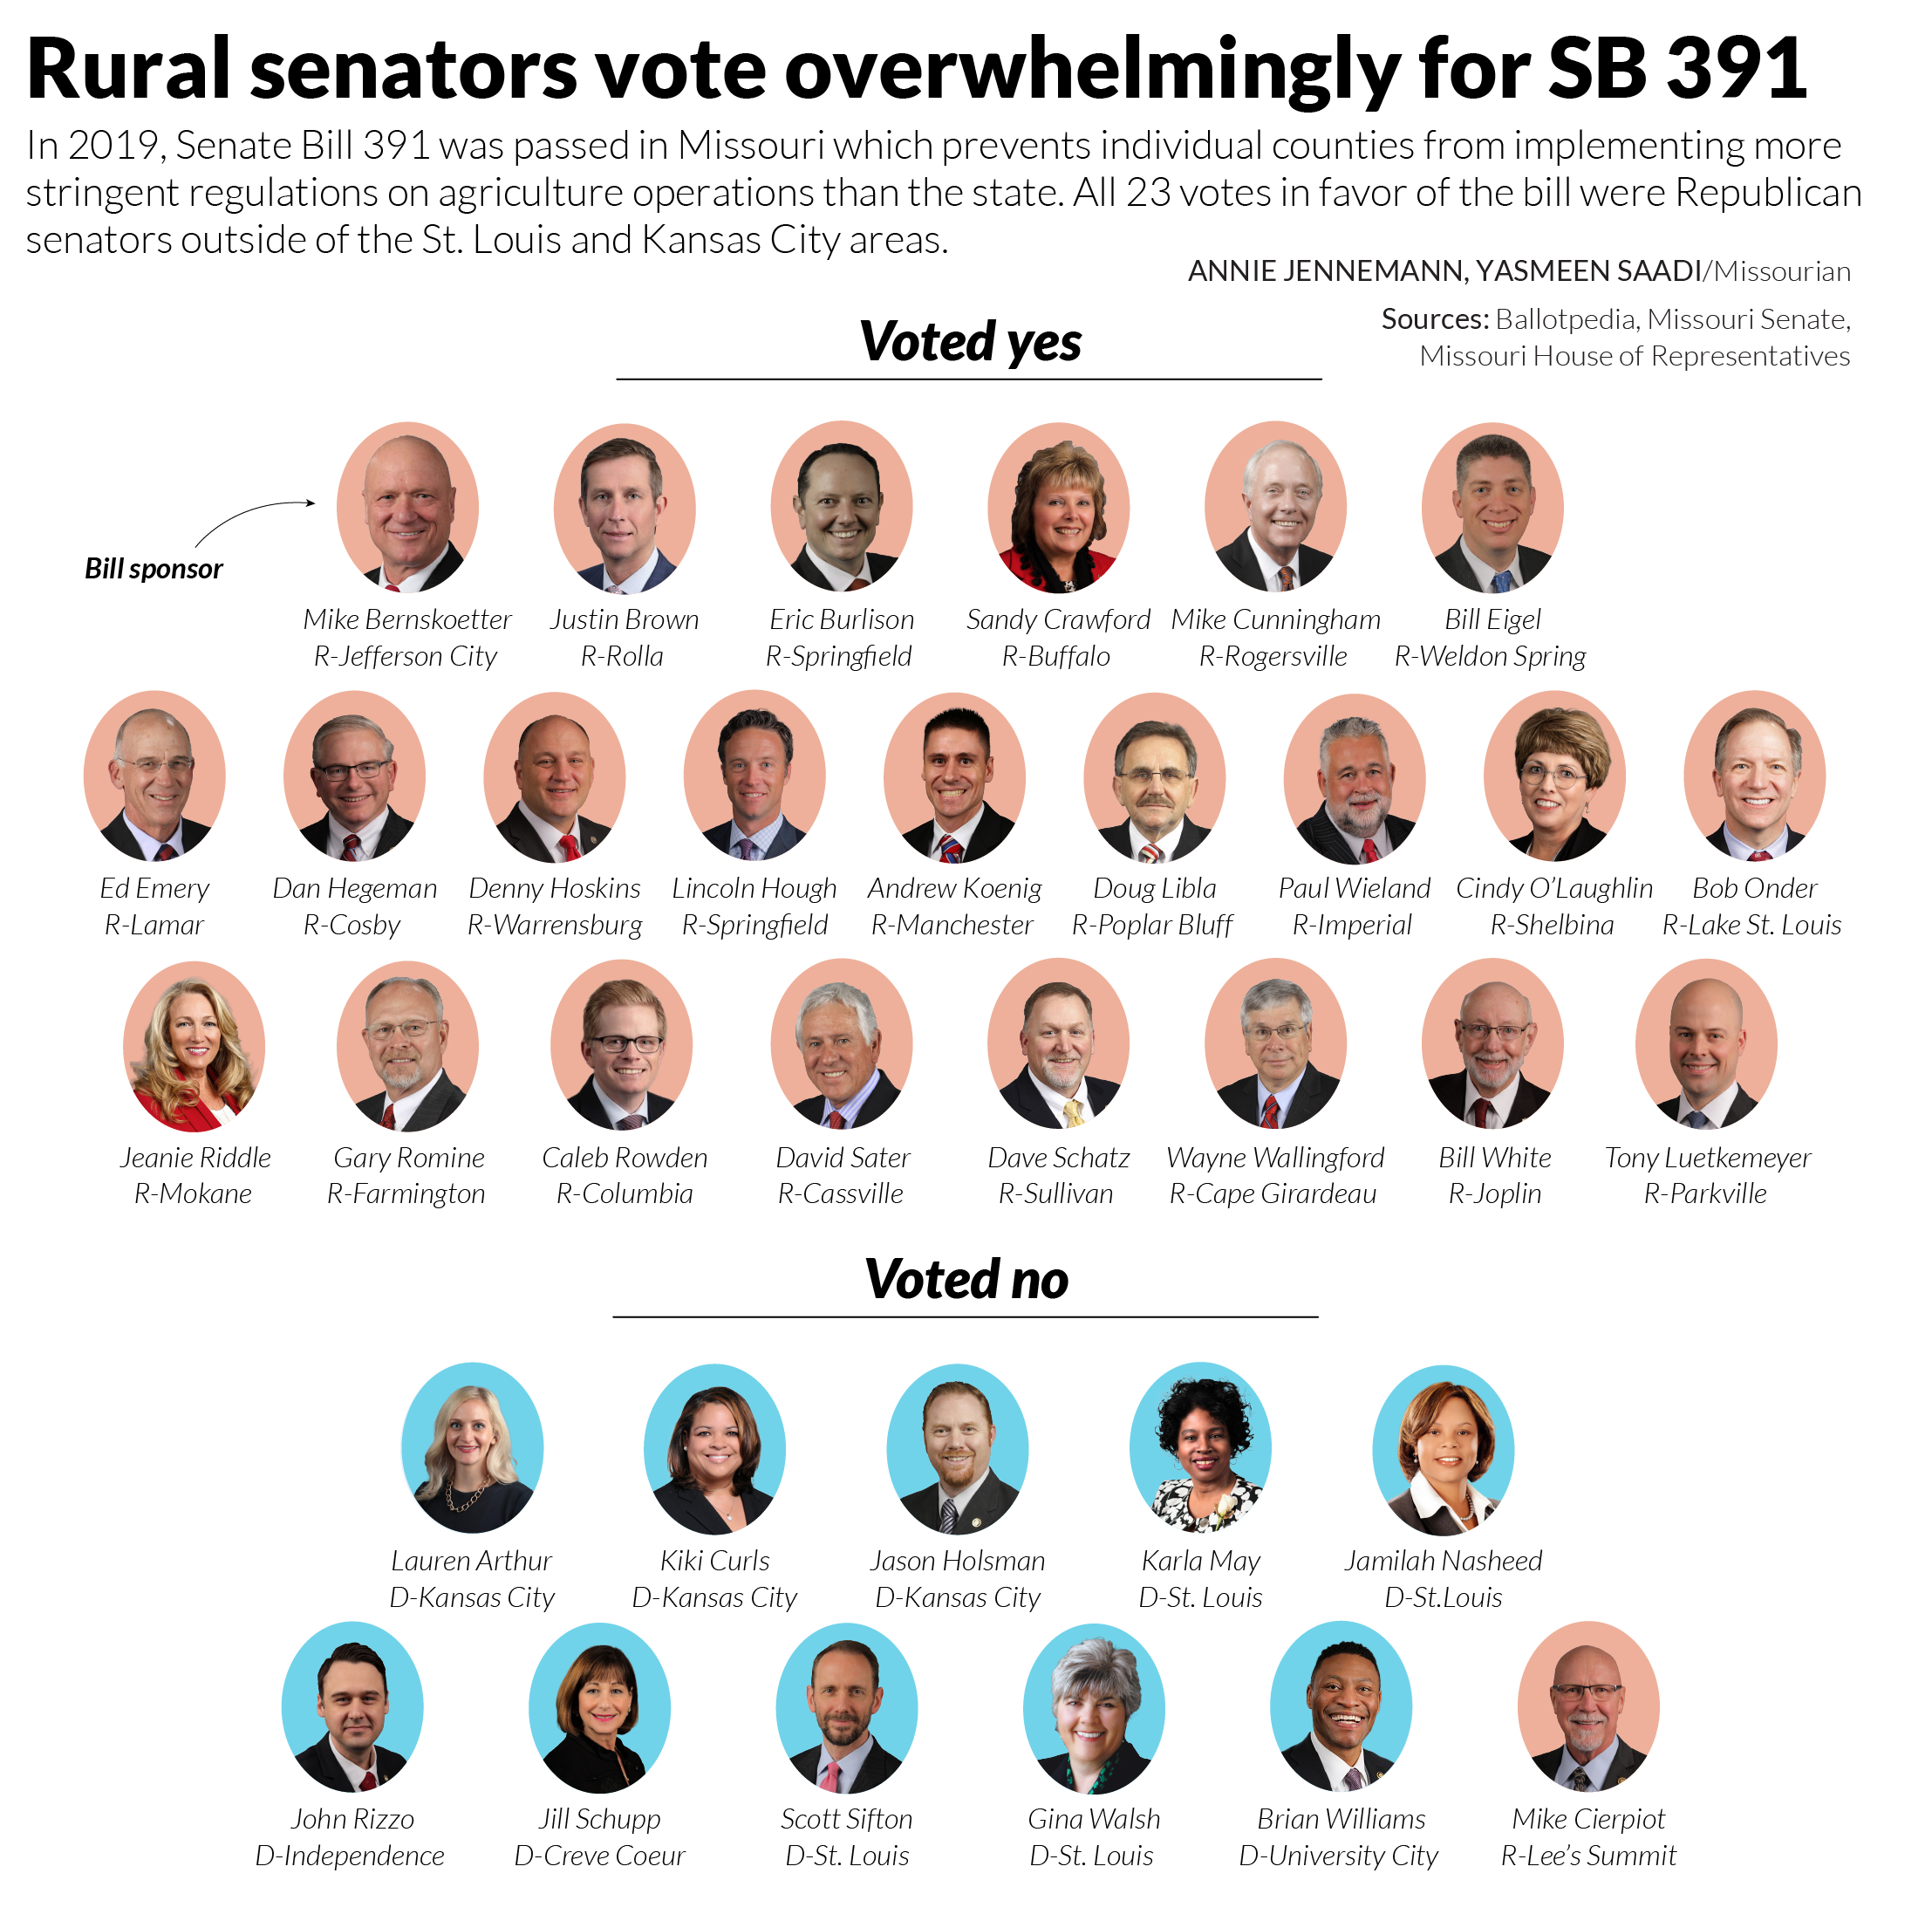 Rural senators vote overwhelmingly for SB 391
In 2019, Senate Bill 391 was passed in Missouri which prevents individual counties from implementing more
stringent regulations on agriculture operations than the state. All 23 votes in favor of the bill were Republican
senators outside of the St. Louis and Kansas City areas.
ANNIE JENNEMANN, YASMEEN SAADI/Missourian
Sources: Ballotpedia, Missouri Senate,
Missouri House of Representatives
Voted yes
Bill sponsor
Mike Bernskoetter
R-Jefferson City
Justin Brown
R-Rolla
Eric Burlison
R-Springfield
Sandy Crawford
R-Buffalo
Mike Cunningham
R-Rogersville
Bill Eigel
R-Weldon Spring
Ed Emery
R-Lamar
Dan Hegeman
R-Cosby
Denny Hoskins
R-Warrensburg
Lincoln Hough
R-Springfield
Andrew Koenig
R-Manchester
Doug Libla
R-Poplar Bluff
Paul Wieland
R-Imperial
Cindy O’Laughlin
R-Shelbina
Bob Onder
R-Lake St. Louis
Jeanie Riddle
R-Mokane
Gary Romine
R-Farmington
Caleb Rowden
R-Columbia
David Sater
R-Cassville
Dave Schatz
R-Sullivan
Wayne Wallingford
R-Cape Girardeau
Bill White
R-Joplin
Tony Luetkemeyer
R-Parkville
Voted no
Lauren Arthur
D-Kansas City
Kiki Curls
D-Kansas City
Jason Holsman
D-Kansas City
Karla May
D-St. Louis
Jamilah Nasheed
D-St.Louis
John Rizzo
D-Independence
Jill Schupp
D-Creve Coeur
Scott Sifton
D-St. Louis
Gina Walsh
D-St. Louis
Brian Williams
D-University City
Mike Cierpiot
R-Lee’s Summit